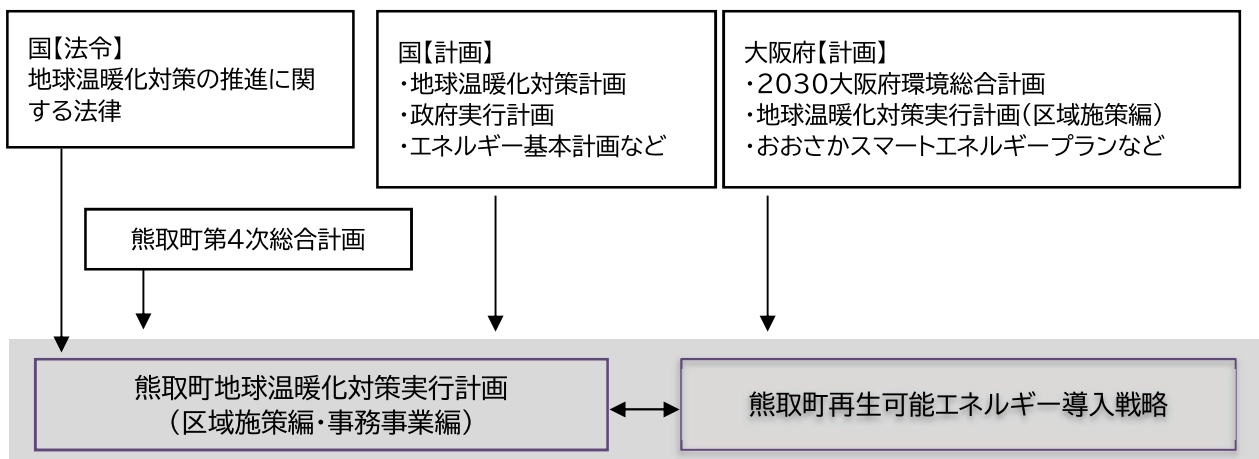 国【法令】
地球温暖化対策の推進に関
する法律
国【計画】
・地球温暖化対策計画
・政府実行計画
・エネルギー基本計画など
大阪府【計画】
・2030大阪府環境総合計画
・地球温暖化対策実行計画（区域施策編）
・おおさかスマートエネルギープランなど
熊取町第4次総合計画
熊取町地球温暖化対策実行計画
（区域施策編・事務事業編）
熊取町再生可能エネルギー導入戦略